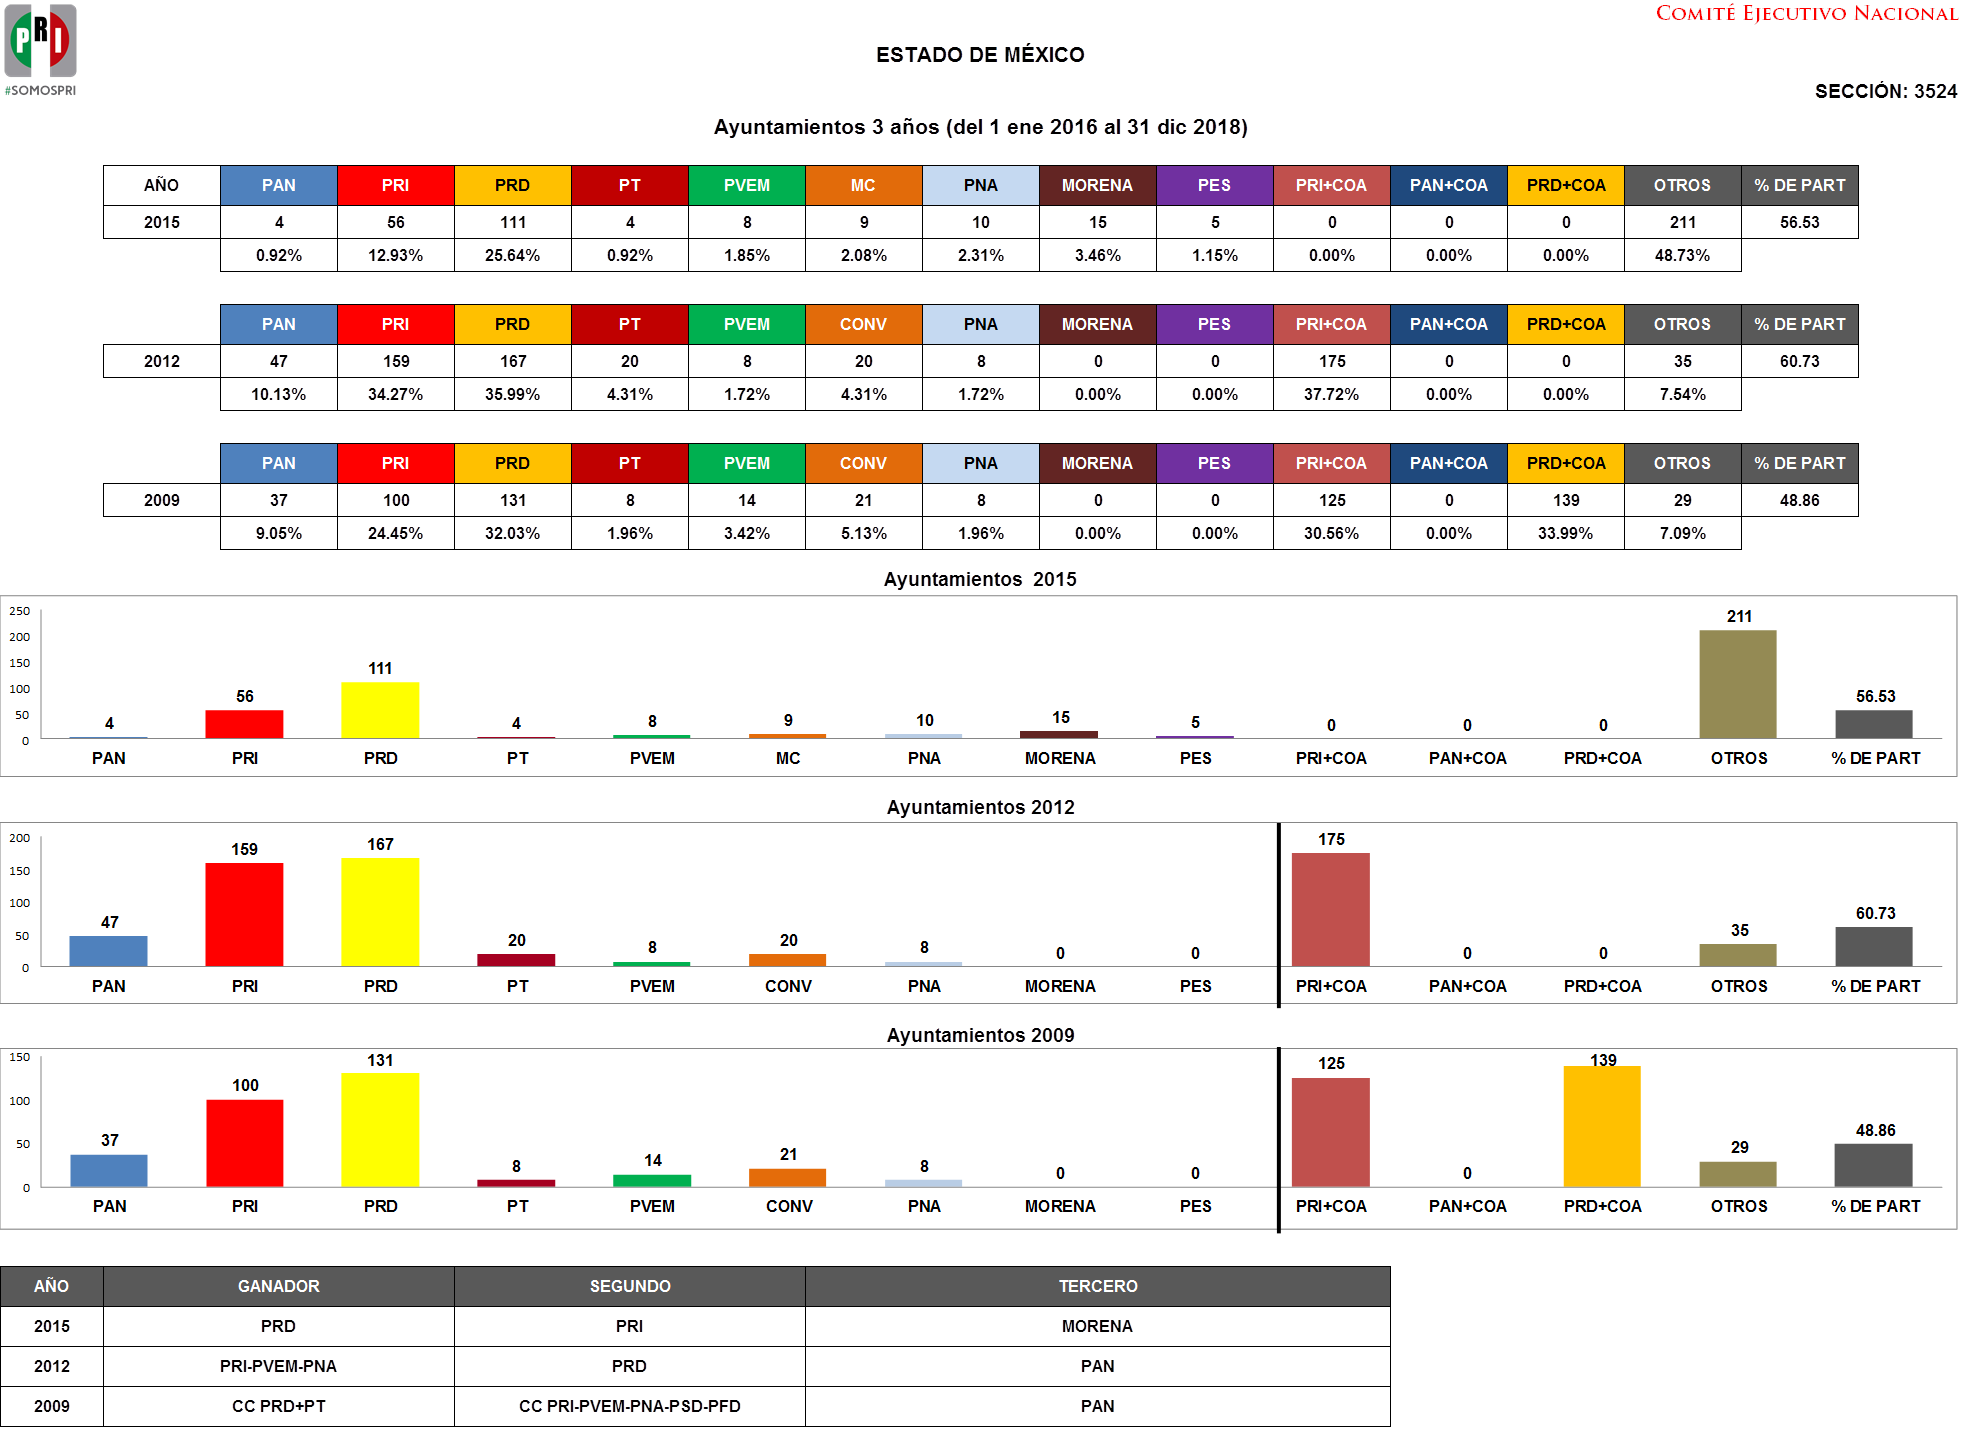 PRI
#SOMOSPRI
COMITÉ EJECUTIVO NACIONAL
ESTADO DE MÉXICO
SECCIÓN: 3524
Ayuntamientos 3 años (del 1 ene 2016 al 31 dic 2018)
AÑO PAN PRI PRD PT PVEM MC PNA MORENA PES PRI+COA PAN+COA PRD+COA OTROS % DE PART
2015 4 56 111 4 8 9 10 15 5 0 0 0 211 56.53
0.92% 12.93% 25.64% 0.92% 1.85% 2.08% 2.31% 3.46% 1.15% 0.00% 0.00% 0.00% 48.73%
PAN PRI PRD PT PVEM CONV PNA MORENA PES PRI+COA PAN+COA PRD+COA OTROS % DE PART
2012 47 159 167 20 8 20 8 0 0 175 0 0 35 60.73
10.13% 34.27% 35.99% 4.31% 1.72% 4.31% 1.72% 0.00% 0.00% 37.72% 0.00% 0.00% 7.54%
PAN PRI PRD PT PVEM CONV PNA MORENA PES PRI+COA PAN+COA PRD+COA OTROS % DE PART
2009 37 100 131 8 14 21 8 0 0 125 0 139 29 48.86
9.05% 24.45% 32.03% 1.96% 3.42% 5.13% 1.96% 0.00% 0.00% 30.56% 0.00% 33.99% 7.09%
Ayuntamientos 2015
250
200
150
100
50
0
4 56 111 4 8 9 10 15 5 0 0 0 211 56.53
PAN PRI PRD PT PVEM MC PNA MORENA PES PRI+COA PAN+COA PRD+COA OTROS % DE PART
Ayuntamientos 2012
200
150
100
50
0
47 159 167 20 8 20 8 0 0 175 0 0 35 60.73
PAN PRI PRD PT PVEM CONV PNA MORENA PES PRI+COA PAN+COA PRD+COA OTROS % DE PART
Ayuntamientos 2009
150
100
50
0
37 100 131 8 14 21 8 0 0 125 0 139 29 48.86
PAN PRI PRD PT PVEM CONV PNA MORENA PES PRI+COA PAN+COA PRD+COA OTROS % DE PART
AÑO GANADOR SEGUNDO TERCERO
2015 PRD PRI MORENA
2012 PRI-PVEM-PNA PRD PAN
2009 CC PRD+PT CC PRI-PVEM-PNA-PSD-PFD PAN